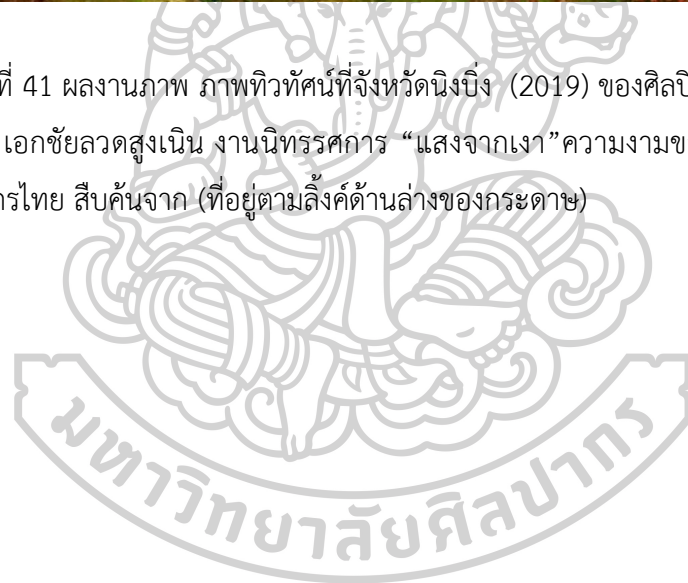 ที่ 41 ผลงานภาพ ภาพทิวทัศน์ที่จังหวัดนิงบิ่ง (2019) ของศิลปิ
เอกชัยลวดสูงเนิน งานนิทรรศการ “แสงจากเงา”ความงามข
ารไทย สืบค้นจาก (ที่อยู่ตามลิ้งค์ด้านล่างของกระดาษ)
มหาวิทยาลัยศิลปากร